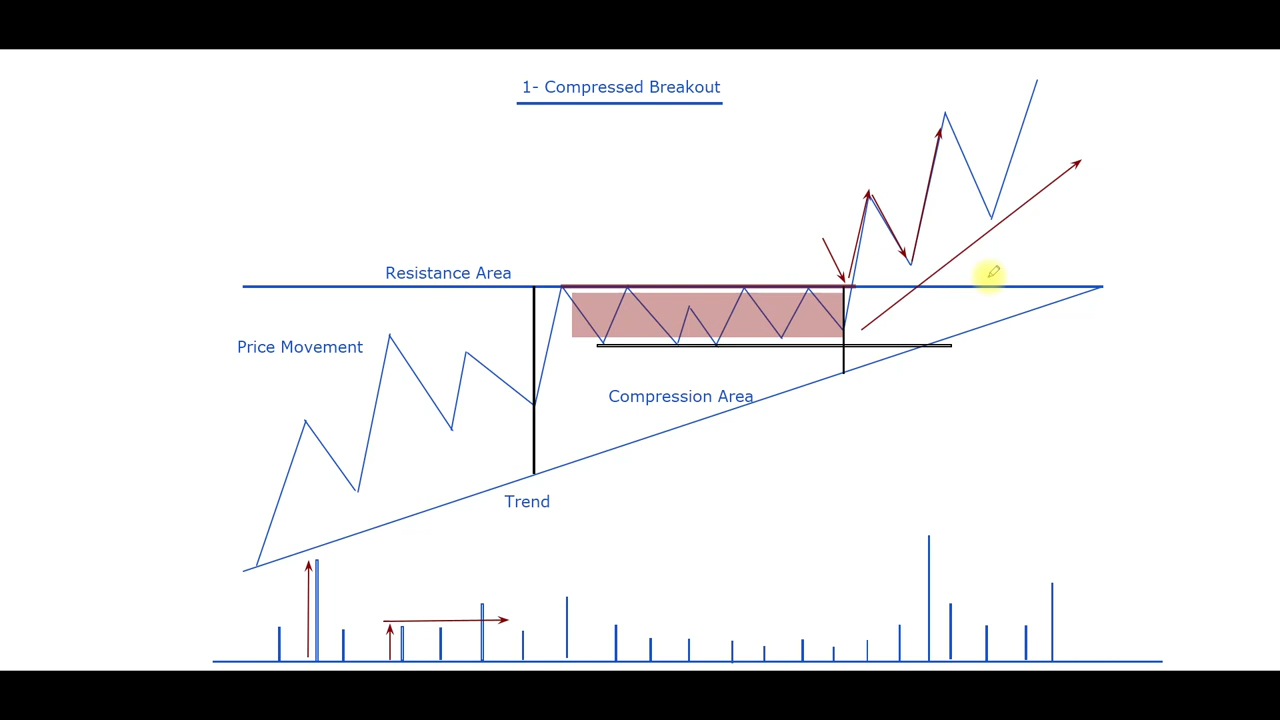 1- Compressed Breakout
Resistance Area
Price Movement
Compression Area
Trend